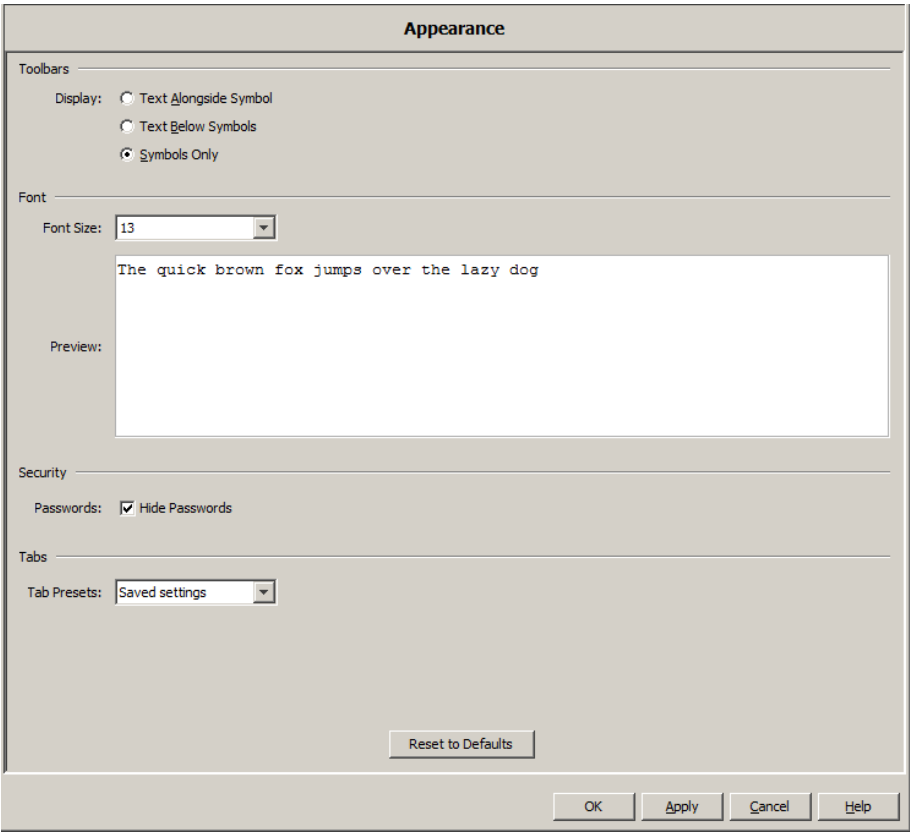 Appearance
Toolbars
Display: Text Alongside Symbol
Text Below Symbols
Symbols Only
Font
Font Size: 13
The quick brown fox jumps over the lazy dog
Preview:
Security
Passwords: Hide Passwords
Tabs
Tab Presets: Saved settings
Reset to Defaults
OK Apply Cancel Help